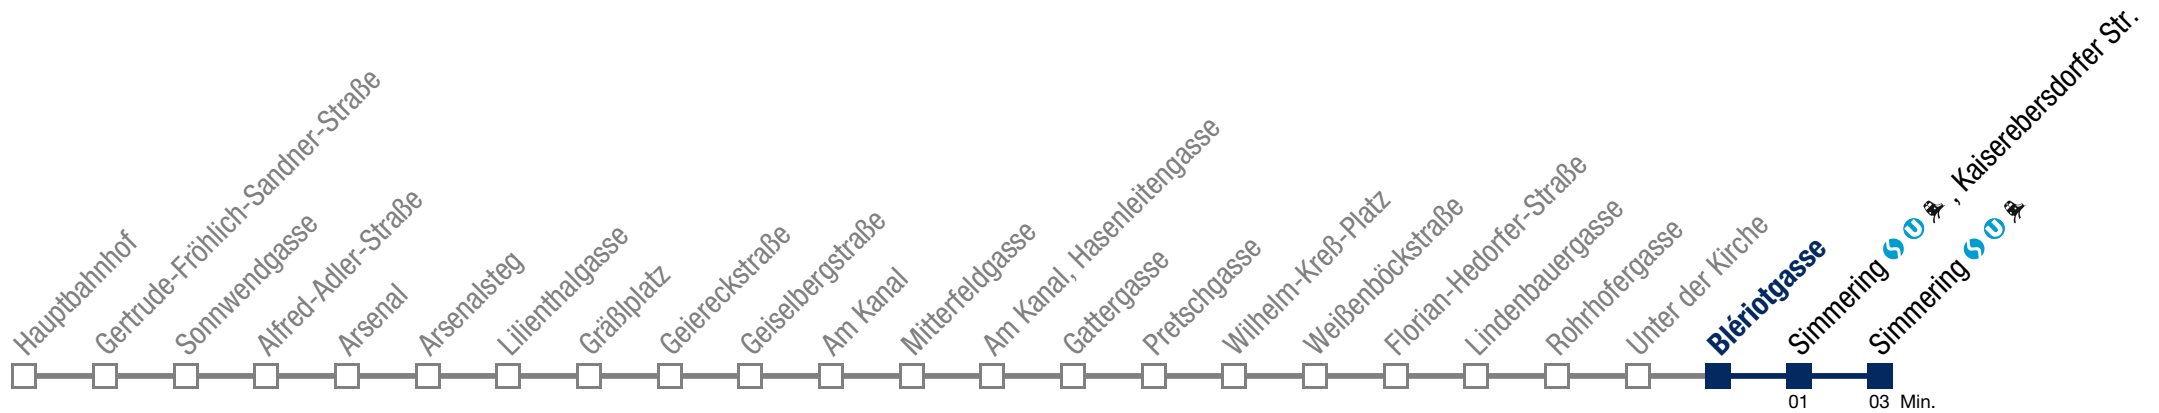 Hauptbahnhof
Gertrude-Fröhlich-Sandner-Straße
Sonnwendgasse
Alfred-Adler-Straße
Arsenal
Arsenalsteg
Lilienthalgasse
Gräßlplatz
Geiereckstraße
Geiselbergstraße
Am Kanal
Mitterfeldgasse
Am Kanal, Hasenleitengasse
Gattergasse
Pretschgasse
Wilhelm-Kreß-Platz
Weißenböckstraße
Florian-Hedorfer-Straße
Lindenbauergasse
Rohrhofergasse
Unter der Kirche
Blériotgasse
Simmering S U , Kaiserebersdorfer Str.
Simmering S U
01 03 Min.